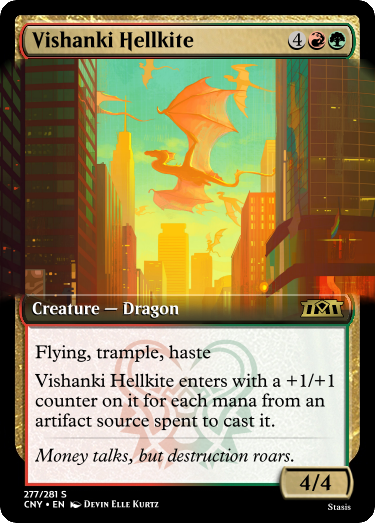 Vishanki Hellkite 4
Creature — Dragon
Flying, trample, haste
Vishanki Hellkite enters with a +1/+1
counter on it for each mana from an
artifact source spent to cast it.
Money talks, but destruction roars.
4/4
277/281 S
CNY • EN Devin Elle Kurtz
Stasis